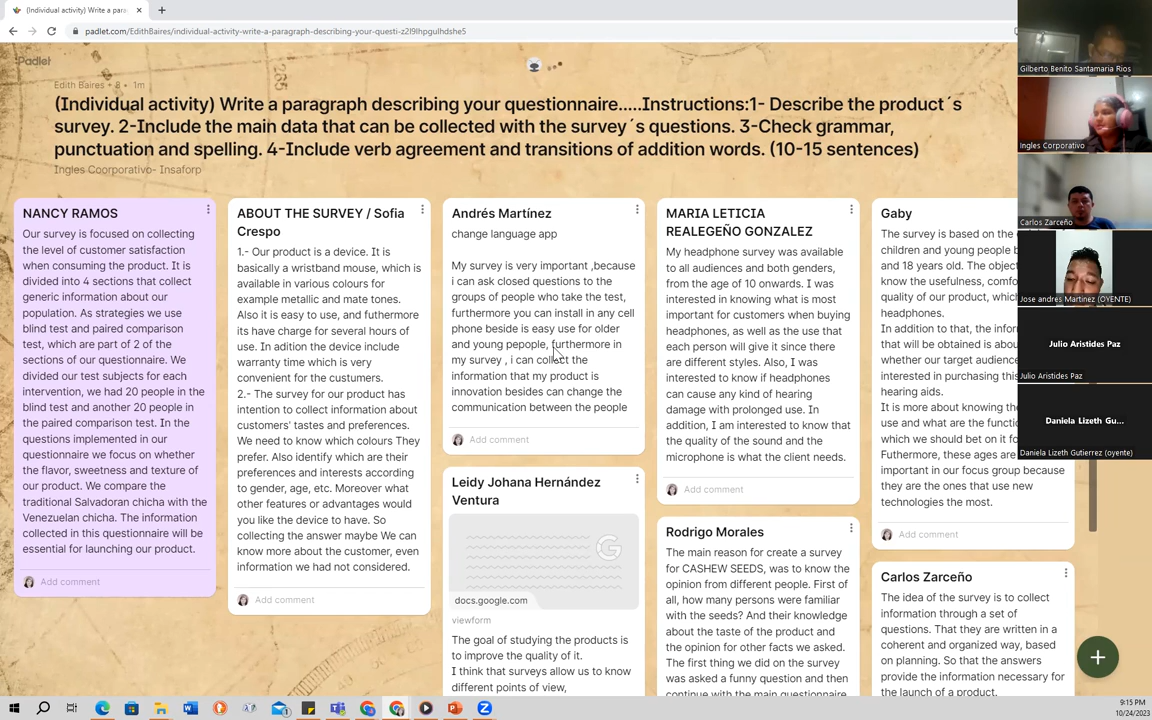 (Individual activity) Write a para
padlet.com/EdithBaires/individual-activity-write-a-paragraph-describing-your-questi-z2l9lhpgulhdshe5
Padlet
Edith Baires + 8 • 1m
(Individual activity) Write a paragraph describing your questionnaire.....Instructions:1- Describe the product´s
survey. 2-Include the main data that can be collected with the survey´s questions. 3-Check grammar,
punctuation and spelling. 4-Include verb agreement and transitions of addition words. (10-15 sentences)
Ingles Coorporativo- Insaforp
NANCY RAMOS
Our survey is focused on collecting
the level of customer satisfaction
when consuming the product. It is
divided into 4 sections that collect
generic information about our
population. As strategies we use
blind test and paired comparison
test, which are part of 2 of the
sections of our questionnaire. We
divided our test subjects for each
intervention, we had 20 people in the
blind test and another 20 people in
the paired comparison test. In the
questions implemented in our
questionnaire we focus on whether
the flavor, sweetness and texture of
our product. We compare the
traditional Salvadoran chicha with the
Venezuelan chicha. The information
collected in this questionnaire will be
essential for launching our product.
Add comment
ABOUT THE SURVEY / Sofia
Crespo
1.- Our product is a device. It is
basically a wristband mouse, which is
available in various colours for
example metallic and mate tones.
Also it is easy to use, and futhermore
its have charge for several hours of
use. In adition the device include
warranty time which is very
convenient for the custumers.
2.- The survey for our product has
intention to collect information about
customers' tastes and preferences.
We need to know which colours They
prefer. Also identify which are their
preferences and interests according
to gender, age, etc. Moreover what
other features or advantages would
you like the device to have. So
collecting the answer maybe We can
know more about the customer, even
information we had not considered.
Add comment
Andrés Martínez
change language app
My survey is very important ,because
i can ask closed questions to the
groups of people who take the test,
furthermore you can install in any cell
phone beside is easy use for older
and young pepople, furthermore in
my survey , i can collect the
information that my product is
innovation besides can change the
communication between the people
Add comment
Leidy Johana Hernández
Ventura
docs.google.com
viewform
The goal of studying the products is
to improve the quality of it.
I think that surveys allow us to know
different points of view,
MARIA LETICIA
REALEGEÑO GONZALEZ
My headphone survey was available
to all audiences and both genders,
from the age of 10 onwards. I was
interested in knowing what is most
important for customers when buying
headphones, as well as the use that
each person will give it since there
are different styles. Also, I was
interested to know if headphones
can cause any kind of hearing
damage with prolonged use. In
addition, I am interested to know that
the quality of the sound and the
microphone is what the client needs.
Add comment
Rodrigo Morales
The main reason for create a survey
for CASHEW SEEDS, was to know the
opinion from different people. First of
all, how many persons were familiar
with the seeds? And their knowledge
about the taste of the product and
the opinion for other facts we asked.
The first thing we did on the survey
was asked a funny question and then
continue with the main questionnaire
Gaby
The survey is based on the
children and young people b
and 18 years old. The object
know the usefulness, comfo
quality of our product, which
headphones.
In addition to that, the infor
that will be obtained is abou
whether our target audience
interested in purchasing this
hearing aids.
It is more about knowing the
use and what are the functio
which we should bet on it fo
Futhermore, these ages are
important in our focus group because
they are the ones that use new
technologies the most.
Add comment
Carlos Zarceño
The idea of the survey is to collect
information through a set of
questions. That they are written in a
coherent and organized way, based
on planning. So that the answers
provide the information necessary for
the launch of a product.
Gilberto Benito Santamaria Rios
Ingles Corporativo
Carlos Zarceño
Jose andres Martinez (OYENTE)
Julio Aristides Paz
Julio Aristides Paz
Daniela Lizeth Gu...
Daniela Lizeth Gutierrez (oyente)
9:15 PM
10/24/2023